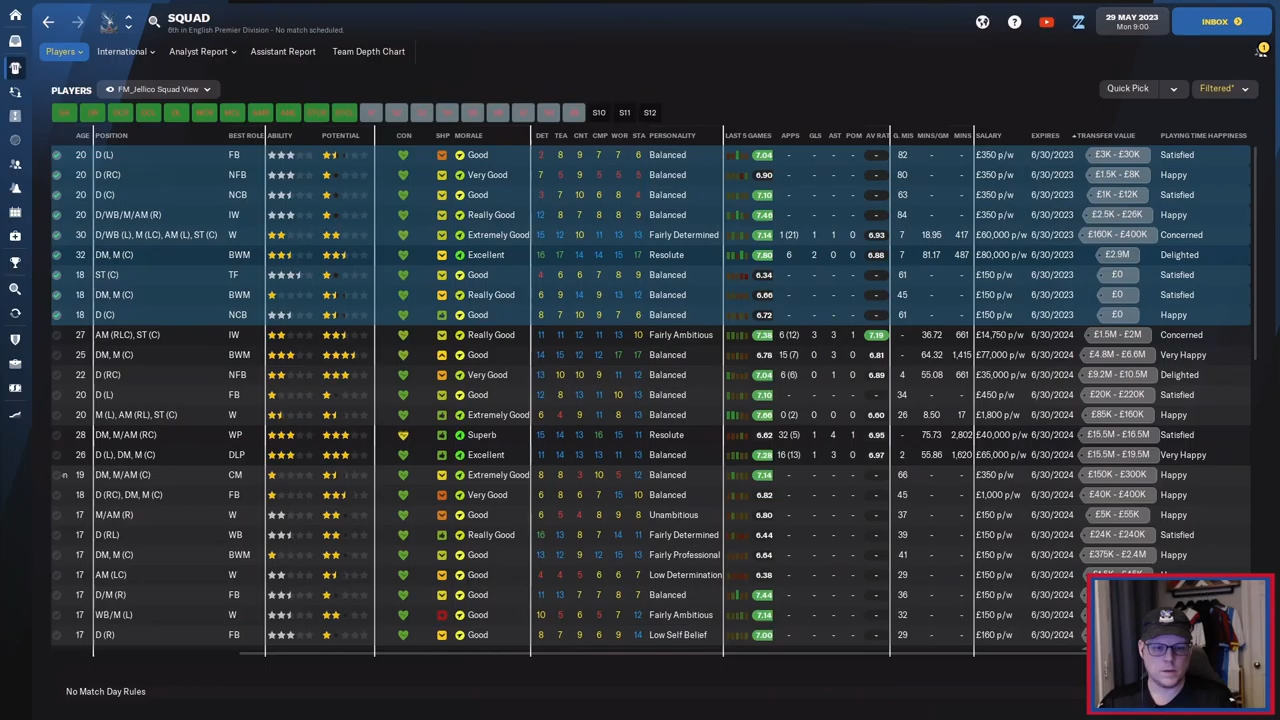 SQUAD
6th in English Premier Division - No match scheduled.
29 MAY 2023
Mon 9:00
INBOX
Players
International
Analyst Report
Assistant Report
Team Depth Chart
1
PLAYERS
FM_Jellico Squad View
Quick Pick
Filtered*
S10 S11 S12
AGE POSITION BEST ROLE ABILITY POTENTIAL CON SHP MORALE DET TEA CNT CMP WOR STA PERSONALITY LAST 5 GAMES APPS GLS AST POM AV RAT G. MIS MINS/GM MINS SALARY EXPIRES TRANSFER VALUE PLAYING TIME HAPPINESS
20 D (L) FB Good 2 8 9 7 7 6 Balanced 7.04 - - - - - 82 - - £350 p/w 6/30/2023 £3K - £30K Satisfied
20 D (RC) NFB Very Good 7 5 9 5 5 5 Balanced 6.90 - - - - - 80 - - £350 p/w 6/30/2023 £1.5K - £8K Happy
20 D (C) NCB Good 3 7 10 6 8 4 Balanced 7.10 - - - - - 63 - - £350 p/w 6/30/2023 £1K - £12K Satisfied
20 D/WB/M/AM (R) IW Really Good 12 8 7 8 8 9 Balanced 7.46 - - - - - 84 - - £350 p/w 6/30/2023 £2.5K - £26K Happy
30 D/WB (L), M (LC), AM (L), ST (C) W Extremely Good 15 12 10 11 13 13 Fairly Determined 7.14 1 (21) 1 1 0 6.93 7 18.95 417 £60,000 p/w 6/30/2023 £160K - £400K Concerned
32 DM, M (C) BWM Excellent 16 17 14 14 15 17 Resolute 7.80 6 2 0 0 6.88 7 81.17 487 £80,000 p/w 6/30/2023 £2.9M Delighted
18 ST (C) TF Good 4 6 6 7 8 9 Balanced 6.34 - - - - - 61 - - £150 p/w 6/30/2023 £0 Satisfied
18 DM, M (C) BWM Really Good 6 9 14 9 13 12 Balanced 6.66 - - - - - 45 - - £150 p/w 6/30/2023 £0 Satisfied
18 D (C) NCB Good 8 7 10 7 9 6 Balanced 6.72 - - - - - 61 - - £150 p/w 6/30/2023 £0 Happy
27 AM (RLC), ST (C) IW Really Good 11 11 12 11 13 10 Fairly Ambitious 7.38 6 (12) 3 3 1 7.19 - 36.72 661 £14,750 p/w 6/30/2024 £1.5M - £2M Concerned
25 DM, M (C) BWM Good 14 15 12 12 17 17 Balanced 6.78 15 (7) 0 3 0 6.81 - 64.32 1,415 £77,000 p/w 6/30/2024 £4.8M - £6.6M Very Happy
22 D (RC) NFB Very Good 13 10 10 9 11 12 Balanced 7.12 6 (6) 0 1 0 6.89 4 55.08 661 £35,000 p/w 6/30/2024 £9.2M - £10.5M Delighted
20 D (L) FB Good 12 8 13 11 10 8 Balanced 7.10 - - - - - 34 - - £450 p/w 6/30/2024 £20K - £220K Happy
20 M (L), AM (RL), ST (C) W Extremely Good 6 4 9 11 8 13 Balanced 7.66 0 (2) 0 0 0 6.60 26 8.50 17 £1,800 p/w 6/30/2024 £85K - £160K Happy
28 DM, M/AM (RC) WP Superb 15 14 13 16 15 11 Resolute 6.62 32 (5) 1 4 1 6.95 - 75.73 2,802 £40,000 p/w 6/30/2024 £15.5M - £16.5M Satisfied
26 D (L), DM, M (C) DLP Excellent 11 14 13 13 11 12 Balanced 7.28 16 (13) 1 3 0 6.97 2 55.86 1,620 £65,000 p/w 6/30/2024 £15.5M - £19.5M Very Happy
19 DM, M/AM (C) CM Extremely Good 8 8 3 10 5 12 Balanced 7.14 - - - - - 66 - - £350 p/w 6/30/2024 £150K - £300K Happy
18 D (RC), DM, M (C) FB Very Good 6 8 6 7 15 10 Balanced 6.82 - - - - - 45 - - £1,000 p/w 6/30/2024 £40K - £400K Happy
17 M/AM (R) W Good 6 5 4 8 9 8 Unambitious 6.80 - - - - - 37 - - £150 p/w 6/30/2024 £5K - £55K Happy
17 D (RL) WB Good 16 13 8 7 14 11 Fairly Determined 6.44 - - - - - 39 - - £150 p/w 6/30/2024 £24K - £240K Happy
17 DM, M (C) BWM Good 13 12 9 12 15 13 Fairly Professional 6.64 - - - - - 41 - - £150 p/w 6/30/2024 £375K - £2.4M Happy
17 AM (LC) W Good 4 4 5 6 6 7 Low Determination 6.38 - - - - - 29 - - £150 p/w 6/30/2024 Happy
17 D/M (R) FB Good 11 13 7 8 8 7 Balanced 7.44 - - - - - 35 - - £150 p/w 6/30/2024
17 WB/M (L) W Good 10 5 6 5 7 12 Fairly Ambitious 7.14 - - - - - 32 - - £150 p/w 6/30/2024
17 D (R) FB Good 8 7 9 6 9 14 Low Self Belief 7.00 - - - - - 29 - - £160 p/w 6/30/2024
No Match Day Rules